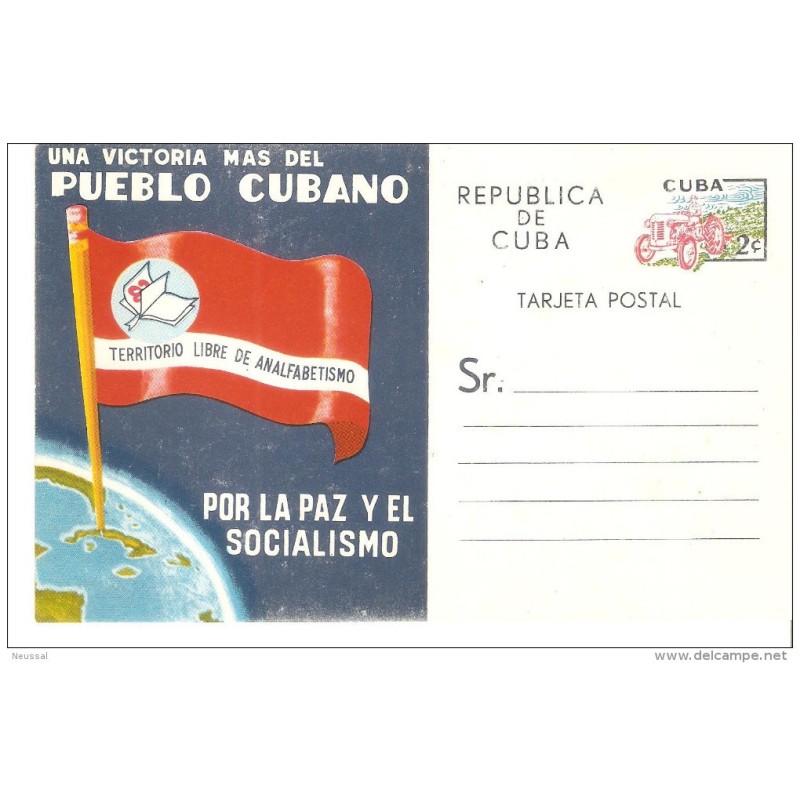 UNA VICTORIA MAS DEL
PUEBLO CUBANO
TERRITORIO LIBRE DE ANALFABETISMO
POR LA PAZ Y EL
SOCIALISMO
REPUBLICA
DE
CUBA
CUBA
2¢
TARJETA POSTAL
Sr.
Neussal
www.delcampe.net